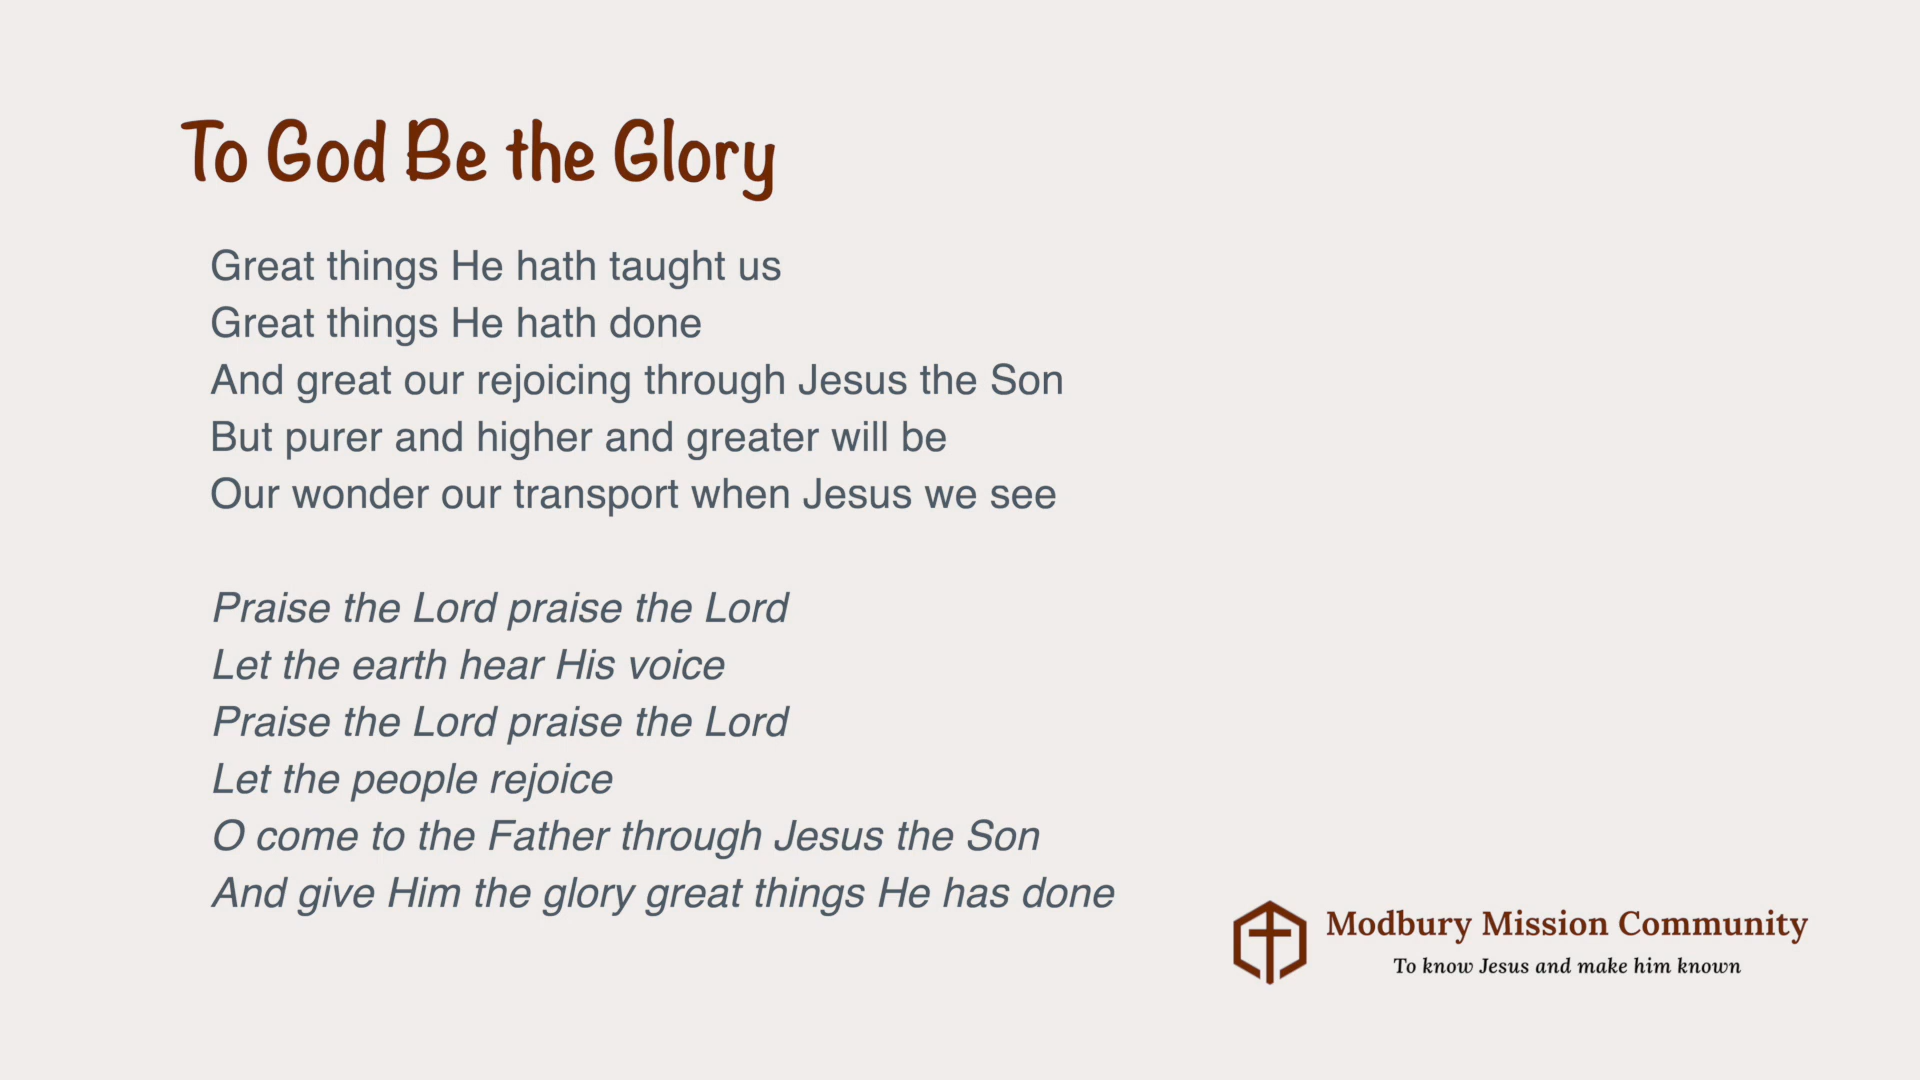 To God Be the Glory
Great things He hath taught us
Great things He hath done
And great our rejoicing through Jesus the Son
But purer and higher and greater will be
Our wonder our transport when Jesus we see
Praise the Lord praise the Lord
Let the earth hear His voice
Praise the Lord praise the Lord
Let the people rejoice
O come to the Father through Jesus the Son
And give Him the glory great things He has done
Modbury Mission Community
To know Jesus and make him known